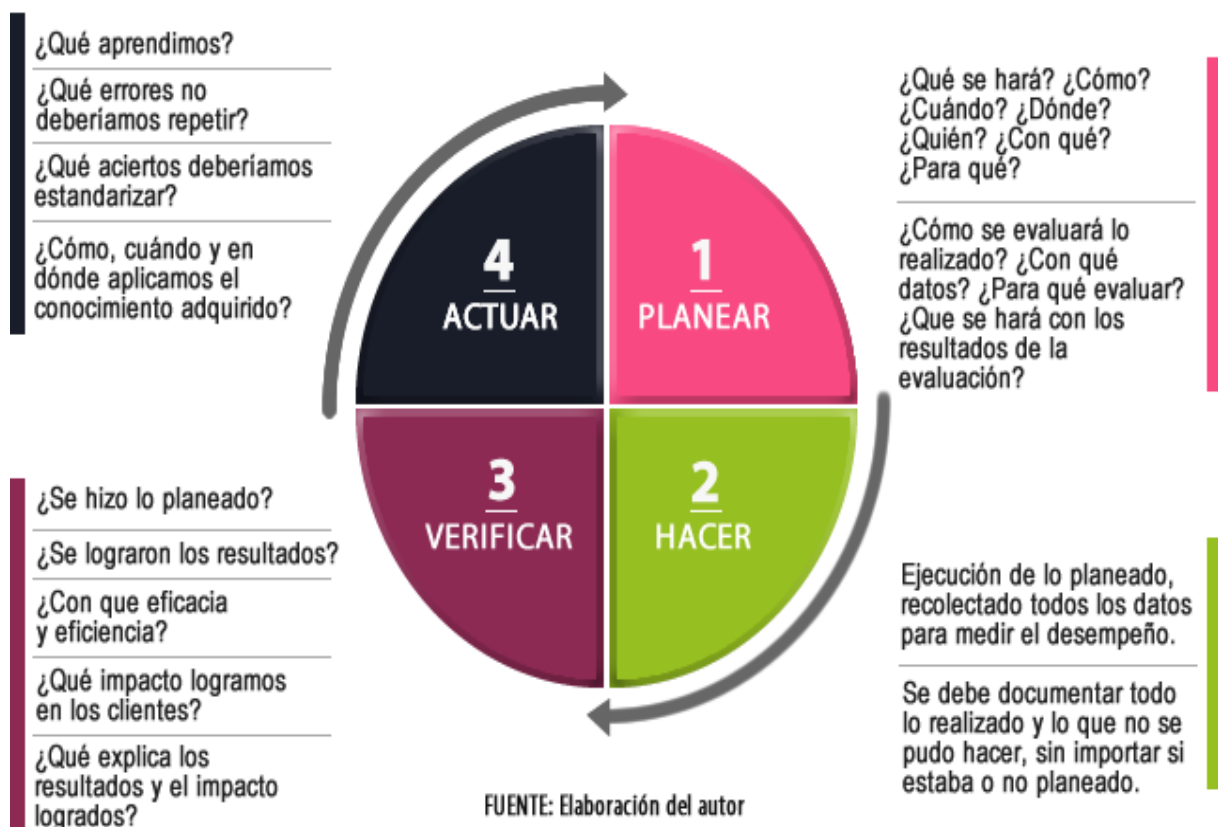 ¿Qué aprendimos?
¿Qué errores no
deberíamos repetir?
¿Qué aciertos deberíamos
estandarizar?
¿Cómo, cuándo y en
dónde aplicamos el
conocimiento adquirido?
4
ACTUAR
1
PLANEAR
¿Qué se hará? ¿Cómo?
¿Cuándo? ¿Dónde?
¿Quién? ¿Con qué?
¿Para qué?
¿Cómo se evaluará lo
realizado? ¿Con qué
datos? ¿Para qué evaluar?
¿Que se hará con los
resultados de la
evaluación?
¿Se hizo lo planeado?
¿Se lograron los resultados?
¿Con que eficacia
y eficiencia?
¿Qué impacto logramos
en los clientes?
¿Qué explica los
resultados y el impacto
logrados?
3
VERIFICAR
2
HACER
Ejecución de lo planeado,
recolectado todos los datos
para medir el desempeño.
Se debe documentar todo
lo realizado y lo que no se
pudo hacer, sin importar si
estaba o no planeado.
FUENTE: Elaboración del autor